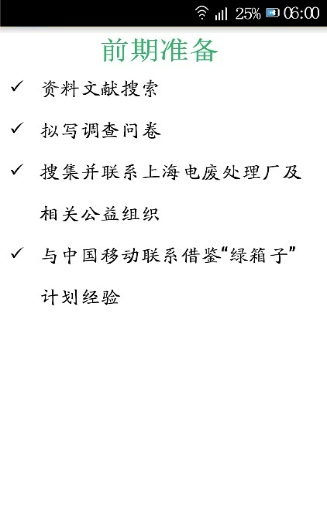 25% 06:00
前期准备
✓ 资料文献搜索
✓ 拟写调查问卷
✓ 搜集并联系上海电废处理厂及
相关公益组织
✓ 与中国移动联系借鉴“绿箱子”
计划经验